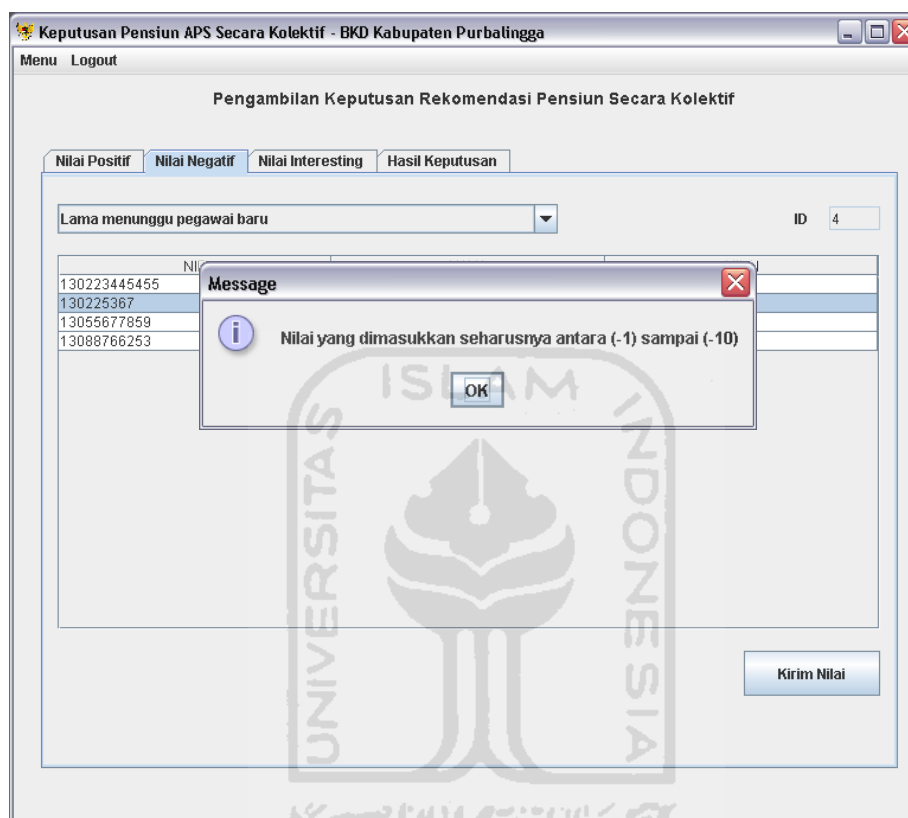 Keputusan Pensiun APS Secara Kolektif - BKD Kabupaten Purbalingga
Menu Logout
Pengambilan Keputusan Rekomendasi Pensiun Secara Kolektif
Nilai Positif Nilai Negatif Nilai Interesting Hasil Keputusan
Lama menunggu pegawai baru ID 4
130223445455
130225367
13055677859
13088766253
Message
Nilai yang dimasukkan seharusnya antara (-1) sampai (-10)
OK
Kirim Nilai
UNIVERSITAS ISLAM INDONESIA